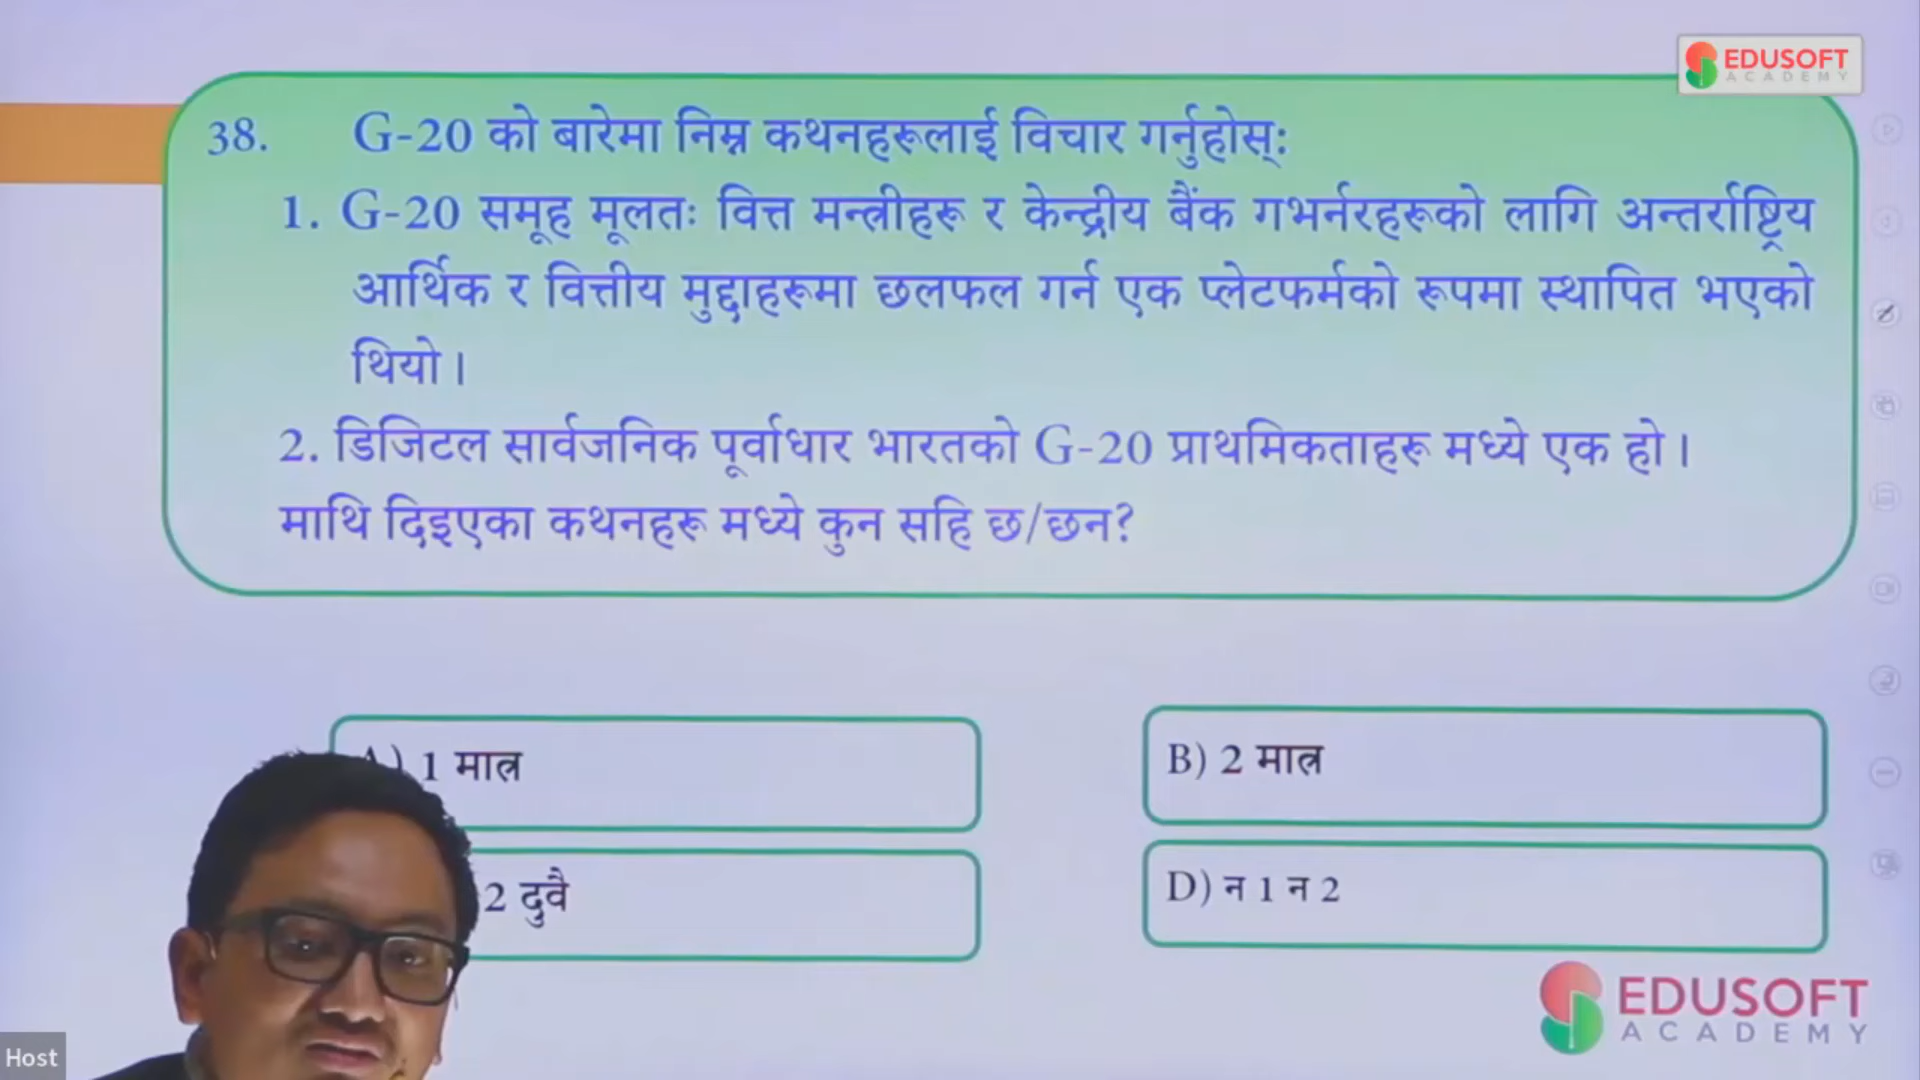 EDUSOFT
ACADEMY
38. G-20 को बारेमा निम्न कथनहरूलाई विचार गर्नुहोस्:
1. G-20 समूह मूलतः वित्त मन्त्रीहरू र केन्द्रीय बैंक गभर्नरहरूको लागि अन्तर्राष्ट्रिय
आर्थिक र वित्तीय मुद्दाहरूमा छलफल गर्न एक प्लेटफर्मको रूपमा स्थापित भएको
थियो।
2. डिजिटल सार्वजनिक पूर्वाधार भारतको G-20 प्राथमिकताहरू मध्ये एक हो।
माथि दिइएका कथनहरू मध्ये कुन सहि छ/छन?
A) 1 मात्र
B) 2 मात्र
2 दुवै
D) न 1 न 2
EDUSOFT
ACADEMY
Host